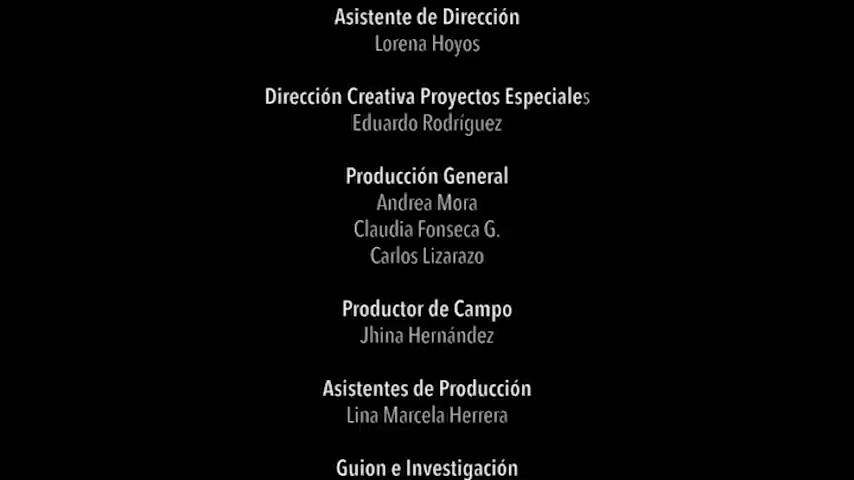 Asistente de Dirección
Lorena Hoyos
Dirección Creativa Proyectos Especiales
Eduardo Rodríguez
Producción General
Andrea Mora
Claudia Fonseca G.
Carlos Lizarazo
Productor de Campo
Jhina Hernández
Asistentes de Producción
Lina Marcela Herrera
Guion e Investigación